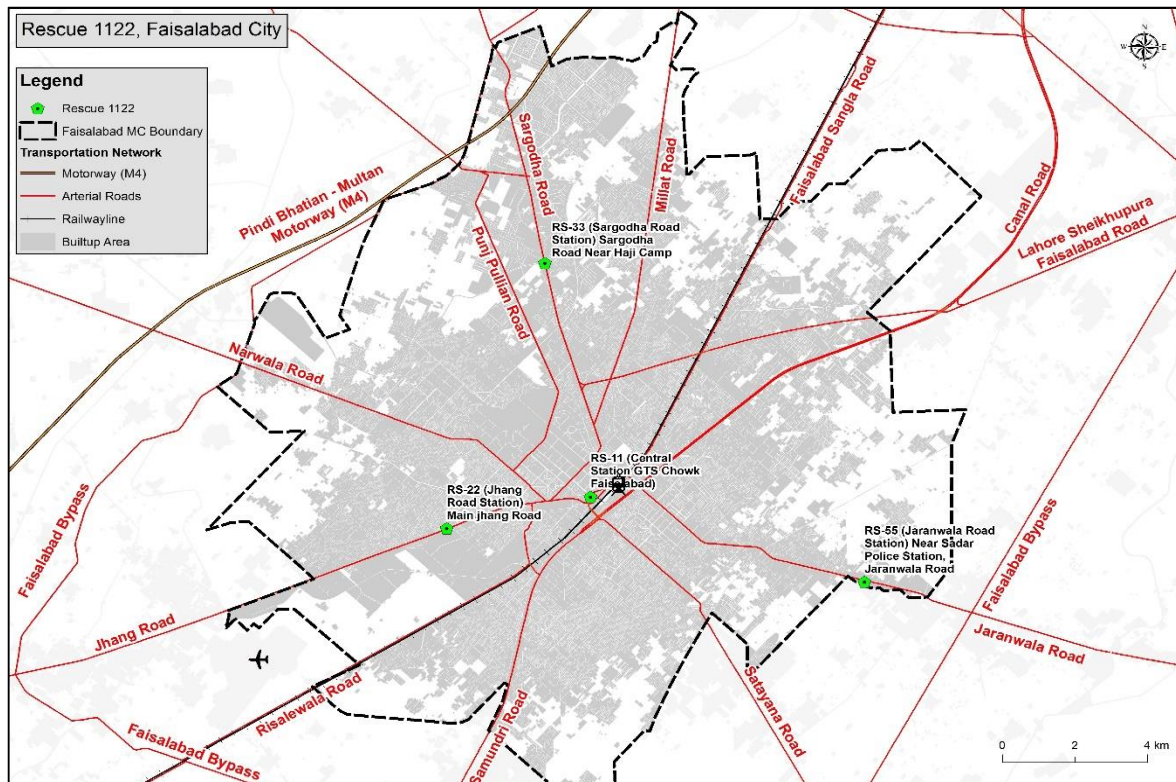 Rescue 1122, Faisalabad City
N
W
E
S
Legend
Rescue 1122
Faisalabad MC Boundary
Transportation Network
Motorway (M4)
Arterial Roads
Railwayline
Builtup Area
Pindi Bhatian - Multan
Motorway (M4)
Sargodha Road
Millat Road
Faisalabad Sangla Road
Canal Road
Lahore Sheikhupura
Faisalabad Road
Punj Pullian Road
RS-33 (Sargodha Road
Station) Sargodha
Road Near Haji Camp
Narwala Road
RS-11 (Central
Station GTS Chowk
Faisalabad)
RS-22 (Jhang
Road Station)
Main jhang Road
RS-55 (Jaranwala Road
Station) Near Sadar
Police Station,
Jaranwala Road
Faisalabad Bypass
Faisalabad Bypass
Jhang Road
Jaranwala Road
Risalewala Road
Satayana Road
Samundri Road
Faisalabad Bypass
0 2 4 km